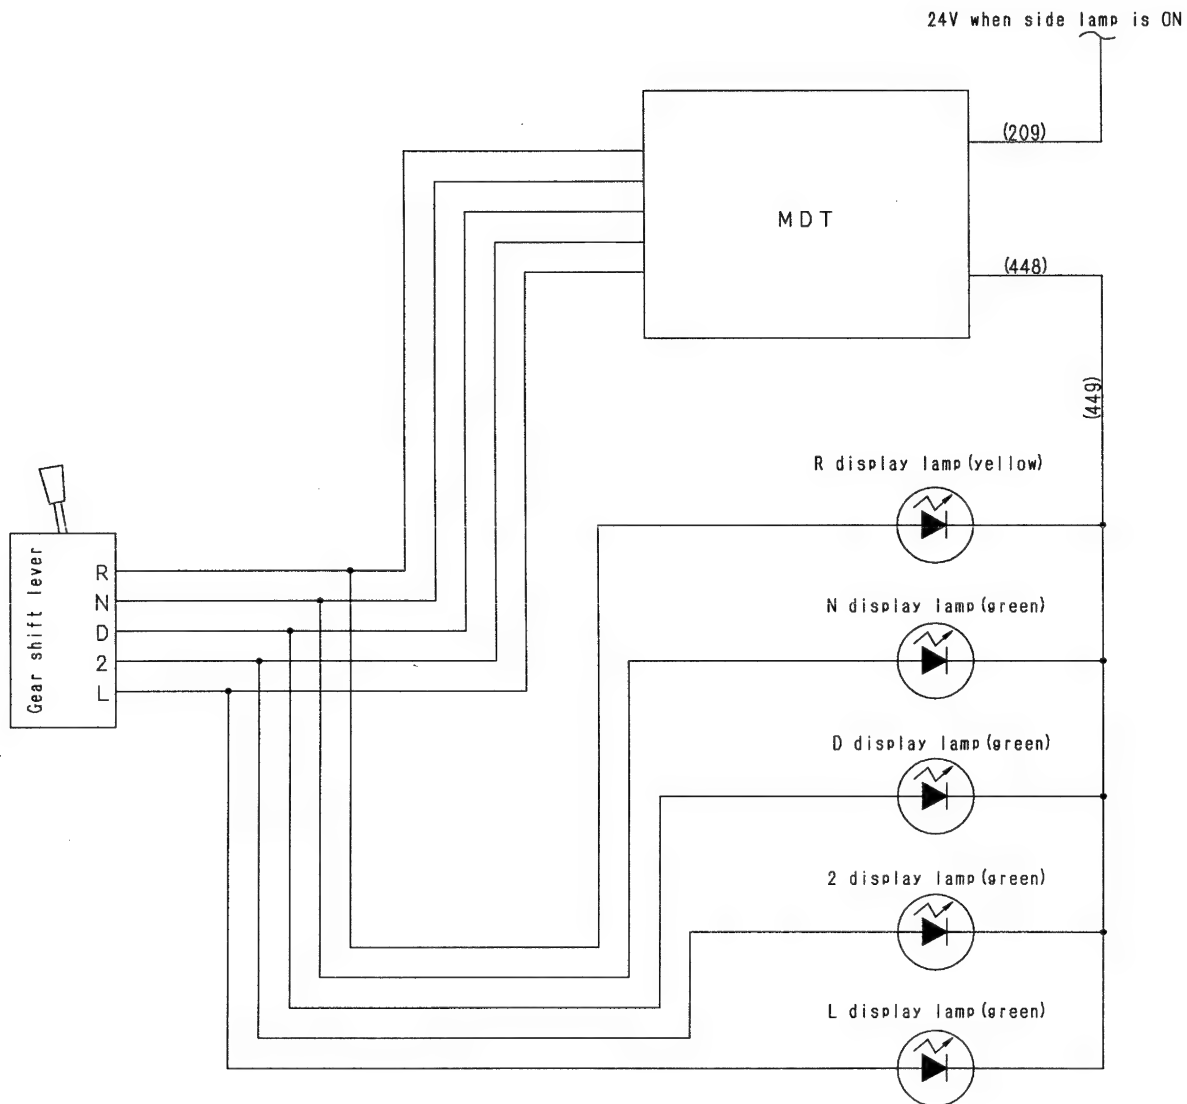 24V when side lamp is ON
(209)
MDT
(448)
(449)
R display lamp(yellow)
Gear shift lever
R
N
D
2
L
N display lamp(green)
D display lamp(green)
2 display lamp(green)
L display lamp(green)